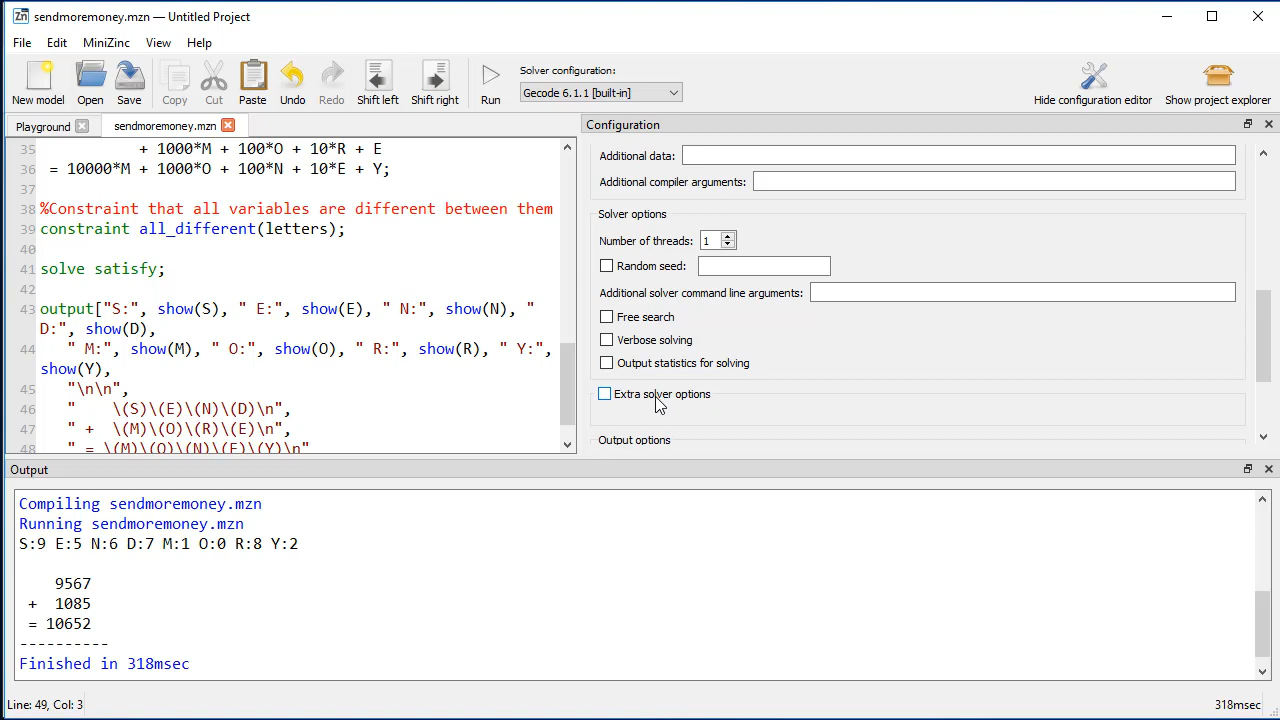 sendmoremoney.mzn — Untitled Project
File Edit MiniZinc View Help
New model Open Save Copy Cut Paste Undo Redo Shift left Shift right Run
Solver configuration:
Gecode 6.1.1 [built-in]
Hide configuration editor Show project explorer
Playground sendmoremoney.mzn
35 + 1000*M + 100*O + 10*R + E
36 = 10000*M + 1000*O + 100*N + 10*E + Y;
37
38 %Constraint that all variables are different between them
39 constraint all_different(letters);
40
41 solve satisfy;
42
43 output["S:", show(S), " E:", show(E), " N:", show(N), "
D:", show(D),
44 " M:", show(M), " O:", show(O), " R:", show(R), " Y:",
show(Y),
45 "\n\n",
46 "    \(S)\(E)\(N)\(D)\n",
47 " +  \(M)\(O)\(R)\(E)\n",
48 " = \(M)\(O)\(N)\(E)\(Y)\n"
Configuration
Additional data:
Additional compiler arguments:
Solver options
Number of threads: 1
Random seed:
Additional solver command line arguments:
Free search
Verbose solving
Output statistics for solving
Extra solver options
Output options
Output
Compiling sendmoremoney.mzn
Running sendmoremoney.mzn
S:9 E:5 N:6 D:7 M:1 O:0 R:8 Y:2
9567
+ 1085
= 10652
----------
Finished in 318msec
Line: 49, Col: 3
318msec